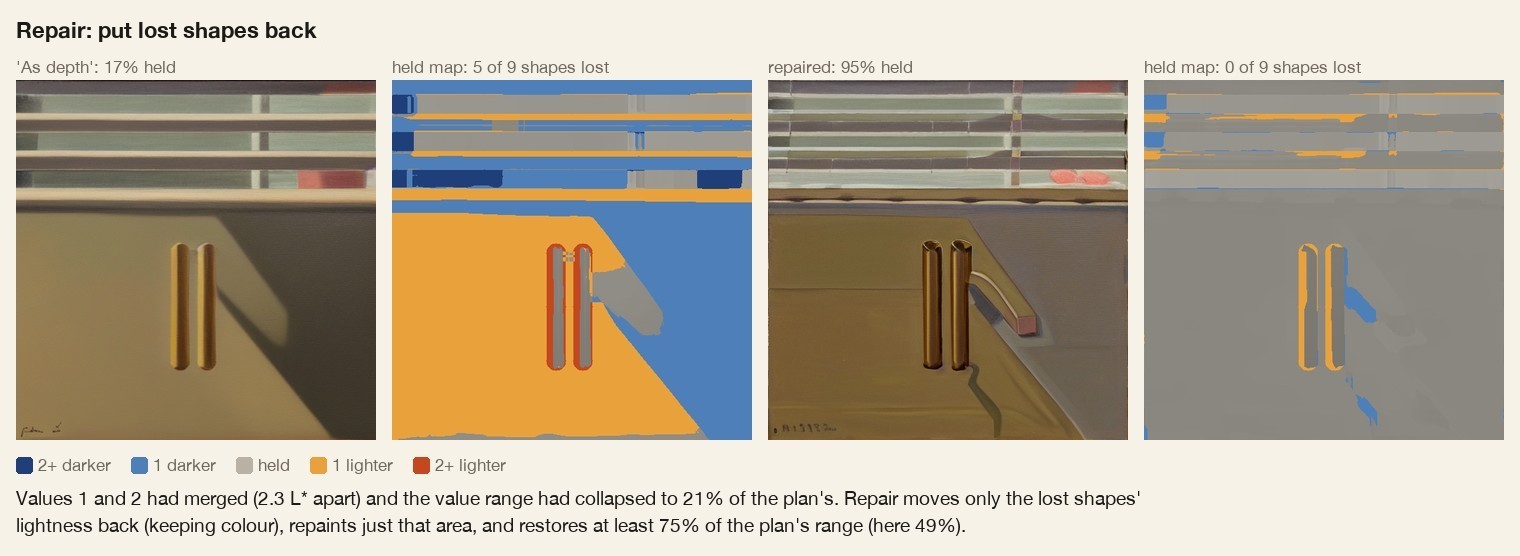 Repair: put lost shapes back
'As depth': 17% held
held map: 5 of 9 shapes lost
repaired: 95% held
held map: 0 of 9 shapes lost
2+ darker
1 darker
held
1 lighter
2+ lighter
Values 1 and 2 had merged (2.3 L* apart) and the value range had collapsed to 21% of the plan's. Repair moves only the lost shapes'
lightness back (keeping colour), repaints just that area, and restores at least 75% of the plan's range (here 49%).